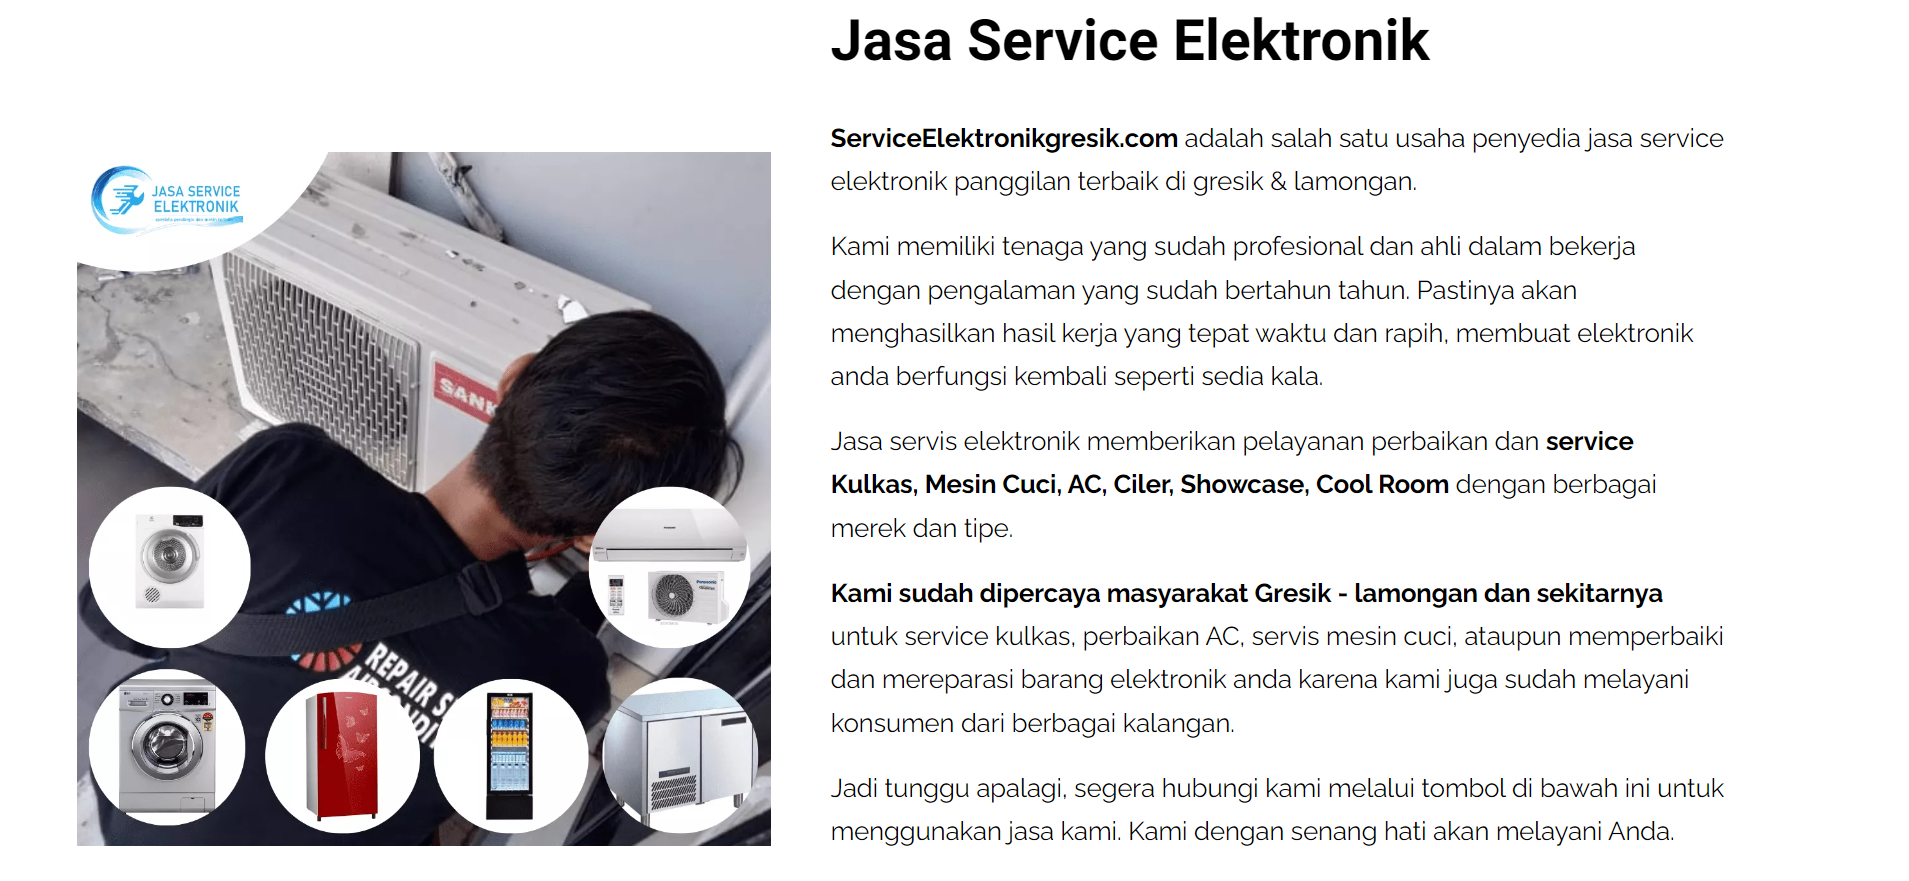 Jasa Service Elektronik
JASA SERVICE
ELEKTRONIK
SANK
REPAIR S
Panasonic
ServiceElektronikgresik.com adalah salah satu usaha penyedia jasa service
elektronik panggilan terbaik di gresik & lamongan.
Kami memiliki tenaga yang sudah profesional dan ahli dalam bekerja
dengan pengalaman yang sudah bertahun tahun. Pastinya akan
menghasilkan hasil kerja yang tepat waktu dan rapih, membuat elektronik
anda berfungsi kembali seperti sedia kala.
Jasa servis elektronik memberikan pelayanan perbaikan dan service
Kulkas, Mesin Cuci, AC, Ciler, Showcase, Cool Room dengan berbagai
merek dan tipe.
Kami sudah dipercaya masyarakat Gresik - lamongan dan sekitarnya
untuk service kulkas, perbaikan AC, servis mesin cuci, ataupun memperbaiki
dan mereparasi barang elektronik anda karena kami juga sudah melayani
konsumen dari berbagai kalangan.
Jadi tunggu apalagi, segera hubungi kami melalui tombol di bawah ini untuk
menggunakan jasa kami. Kami dengan senang hati akan melayani Anda.